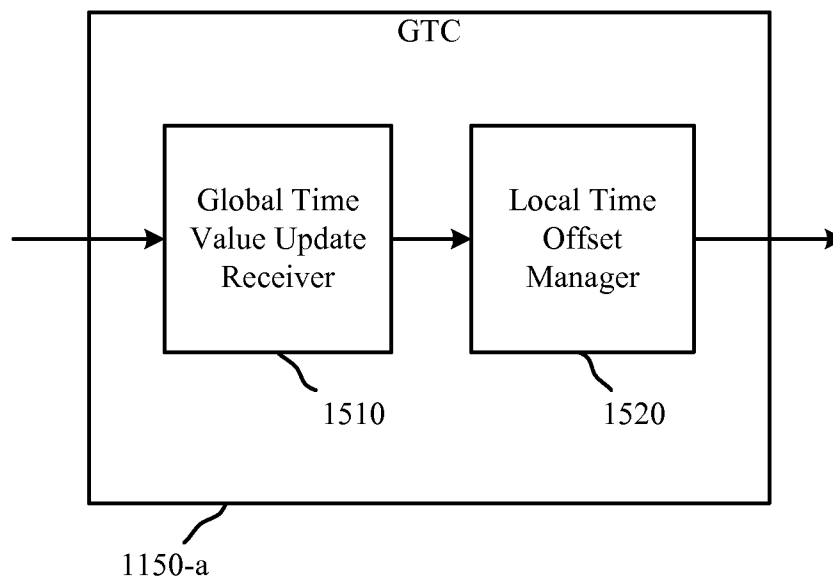 GTC
Global Time
Value Update
Receiver
Local Time
Offset
Manager
1510
1520
1150-a